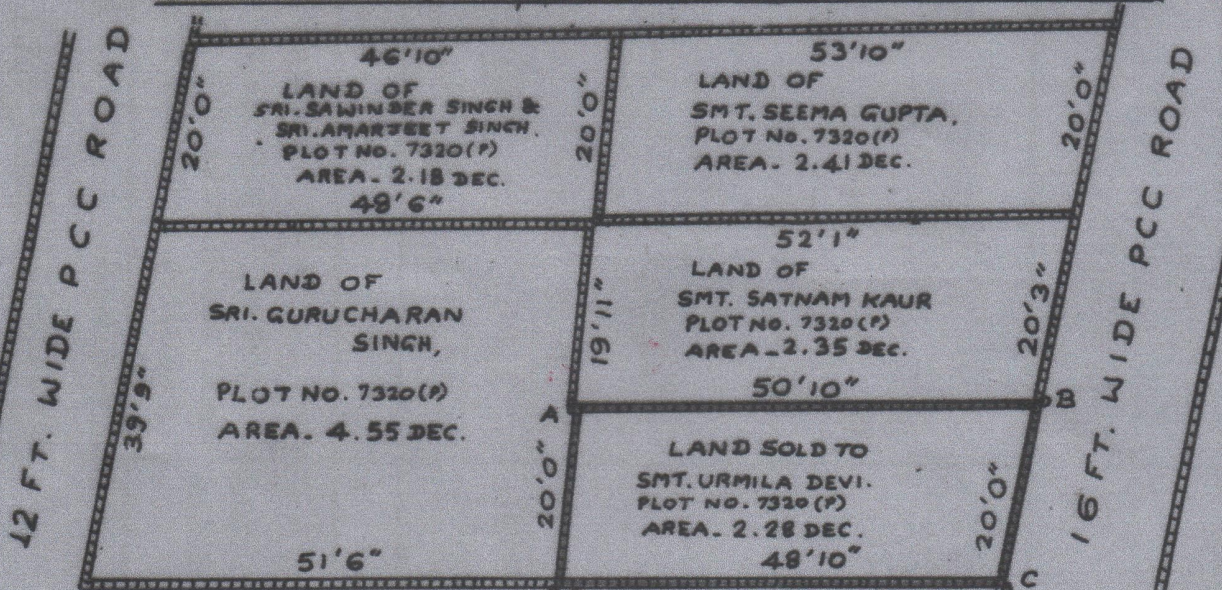 12 FT. WIDE PCC ROAD
46'10"
20'0"
LAND OF
SRI. SAWINDER SINGH &
SRI. AMARJEET SINGH.
PLOT NO. 7320(P)
AREA. 2.18 DEC.
48'6"
20'0"
53'10"
LAND OF
SMT. SEEMA GUPTA.
PLOT NO. 7320(P)
AREA. 2.41 DEC.
20'0"
16 FT. WIDE PCC ROAD
LAND OF
SRI. GURUCHARAN
SINGH,
PLOT NO. 7320(P)
AREA. 4.55 DEC.
39'9"
51'6"
52'1"
LAND OF
SMT. SATNAM KAUR
PLOT NO. 7320(P)
AREA. 2.35 DEC.
50'10"
19'11"
20'3"
A
B
LAND SOLD TO
SMT. URMILA DEVI.
PLOT NO. 7320(P)
AREA. 2.28 DEC.
48'10"
20'0"
20'0"
C